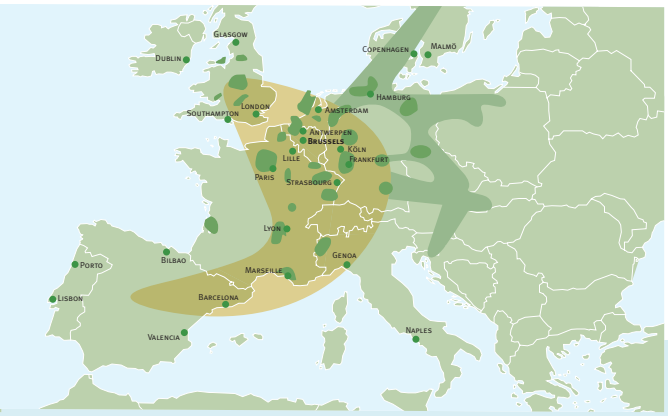 GLASGOW
COPENHAGEN
MALMÖ
DUBLIN
HAMBURG
LONDON
SOUTHAMPTON
AMSTERDAM
ANTWERPEN
BRUSSELS
KÖLN
LILLE
FRANKFURT
PARIS
STRASBOURG
LYON
GENOA
BILBAO
PORTO
MARSEILLE
LISBON
BARCELONA
NAPLES
VALENCIA